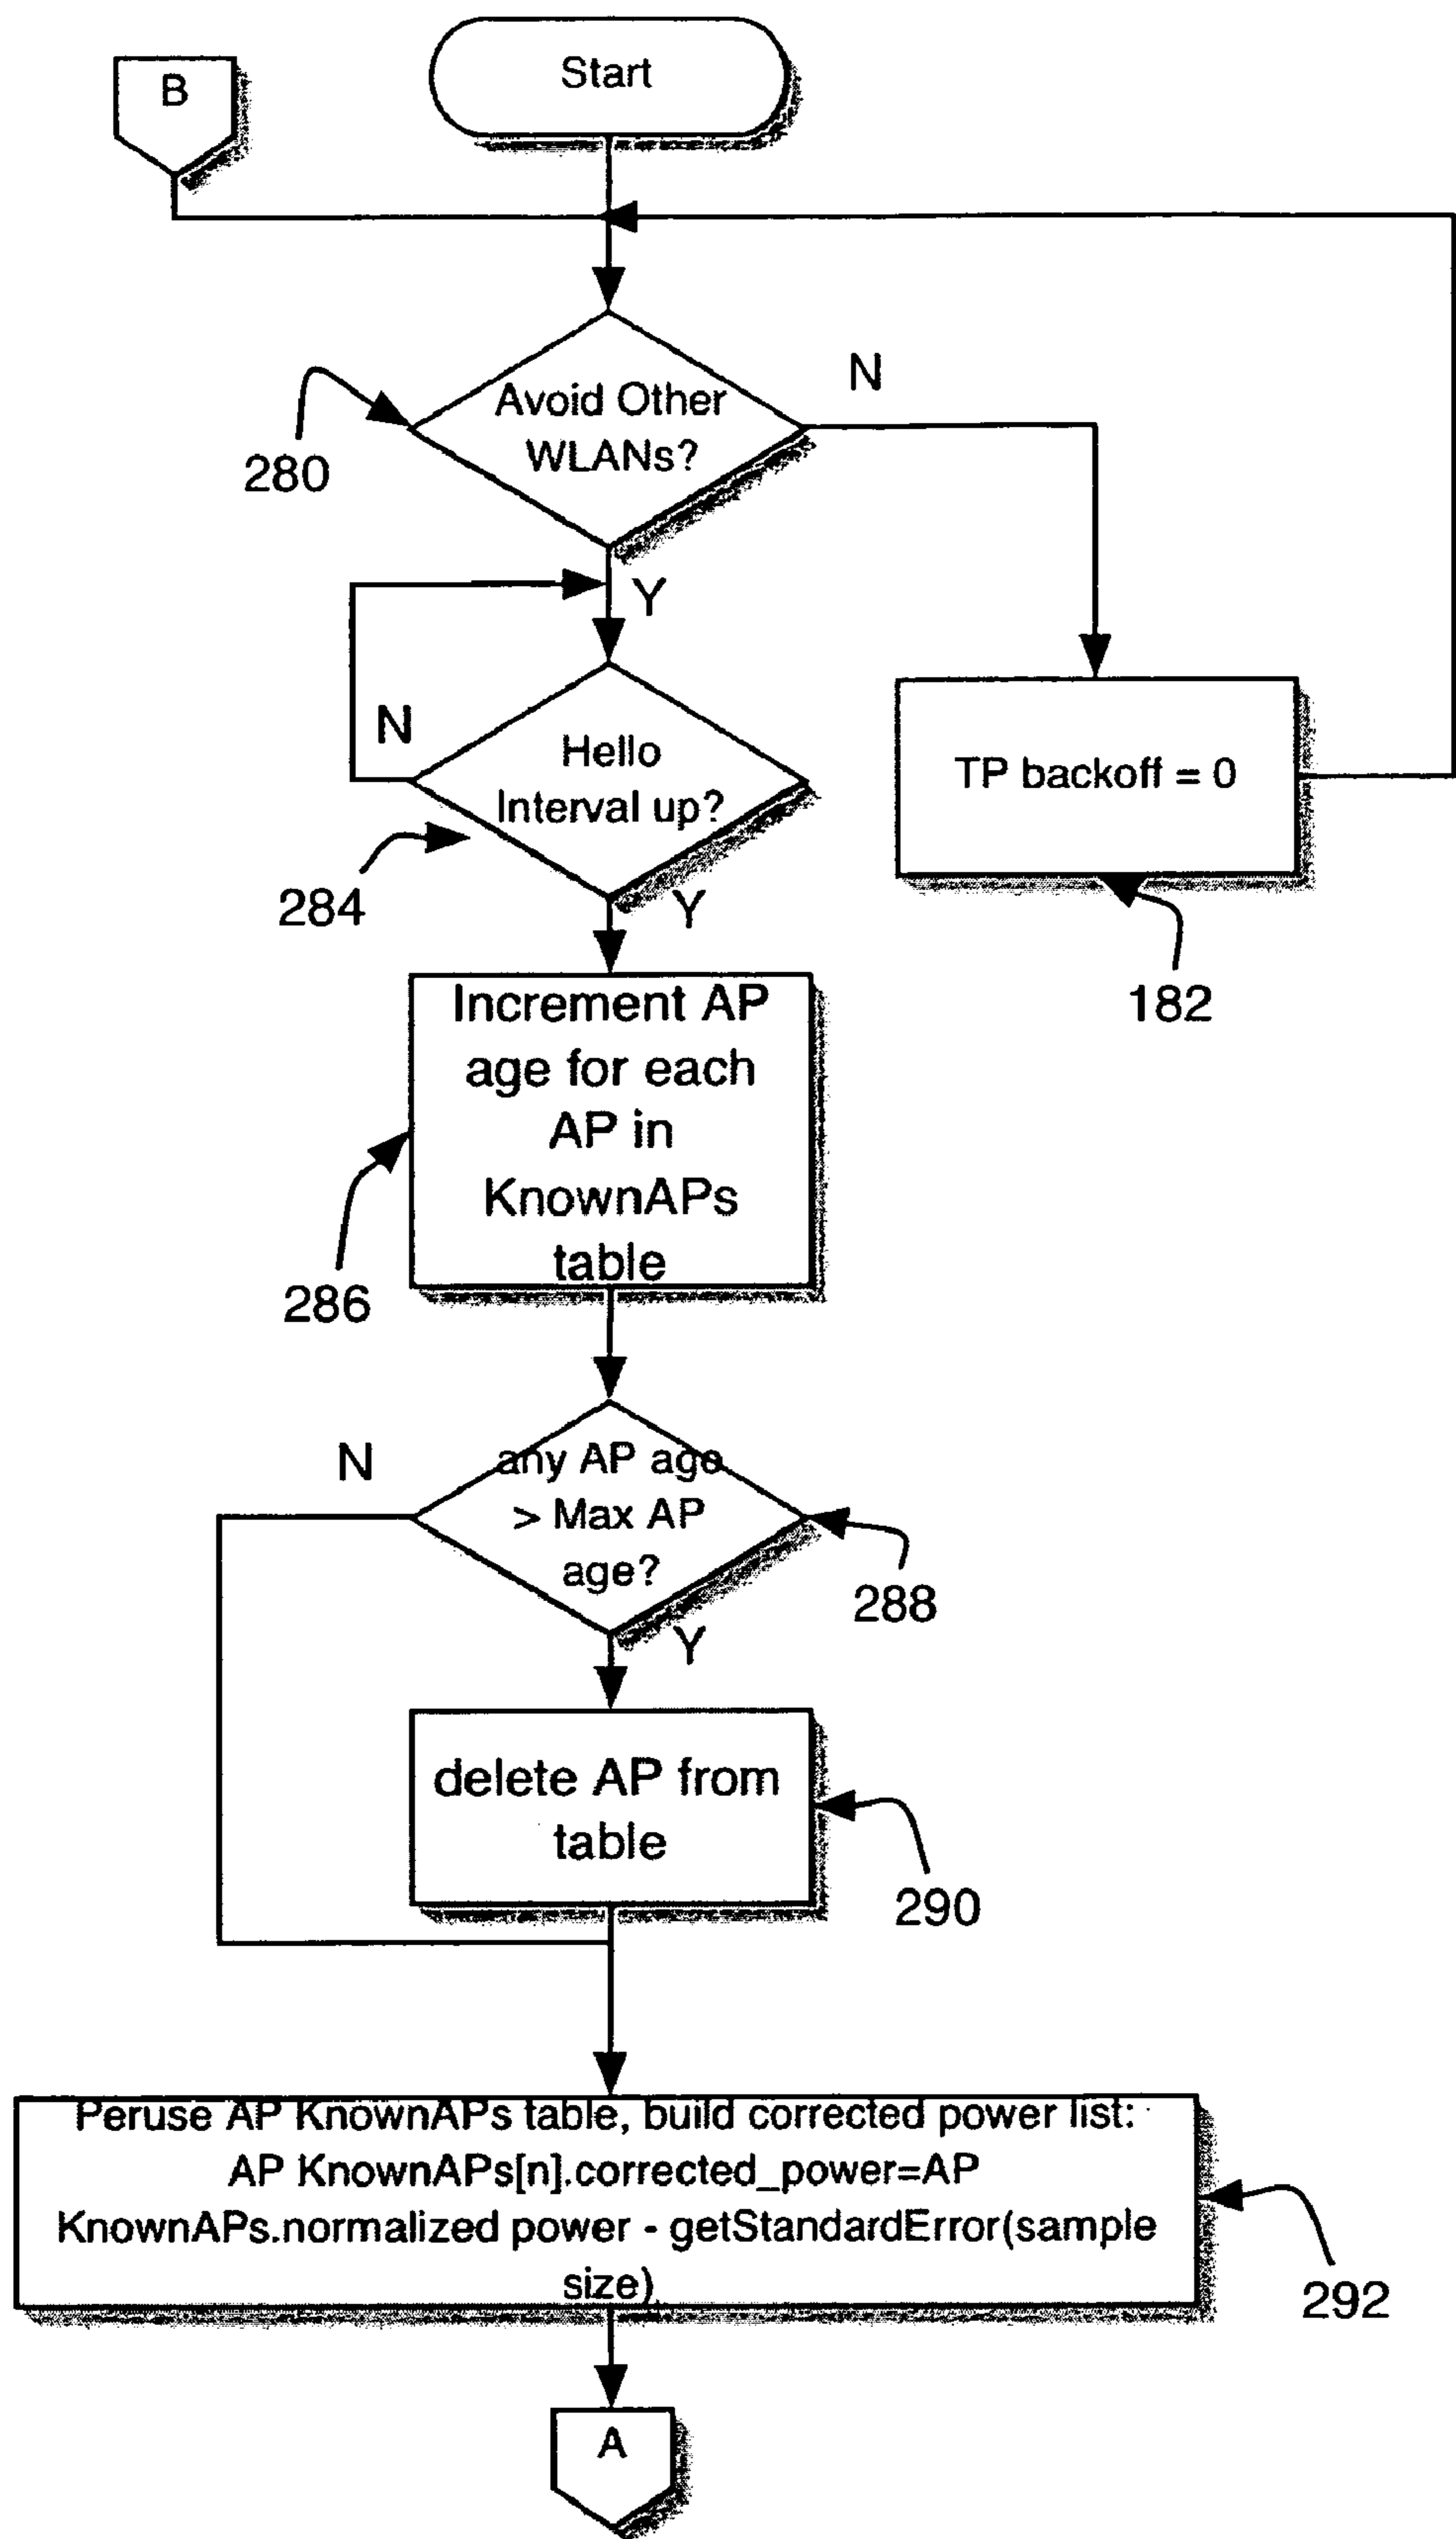 B
Start
Avoid Other
WLANs?
N
280
Y
N
Hello
Interval up?
TP backoff = 0
284
Y
182
Increment AP
age for each
AP in
KnownAPs
table
286
N
any AP age
> Max AP
age?
288
Y
delete AP from
table
290
Peruse AP KnownAPs table, build corrected power list:
AP KnownAPs[n].corrected_power=AP
KnownAPs.normalized power - getStandardError(sample
size)
292
A